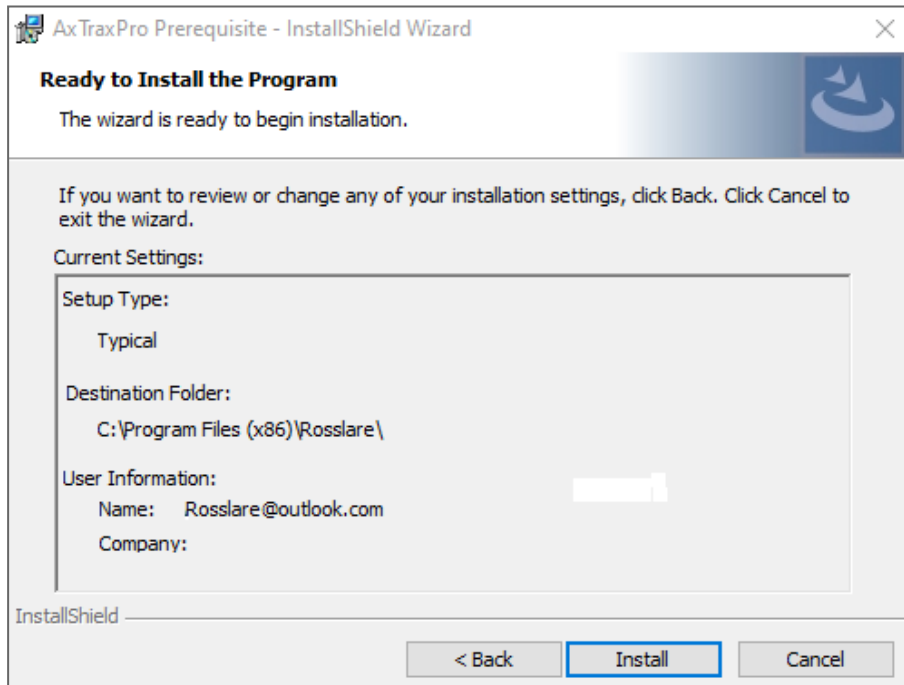 AxTraxPro Prerequisite - InstallShield Wizard
Ready to Install the Program
The wizard is ready to begin installation.
If you want to review or change any of your installation settings, click Back. Click Cancel to
exit the wizard.
Current Settings:
Setup Type:
Typical
Destination Folder:
C:\Program Files (x86)\Rosslare\
User Information:
Name: Rosslare@outlook.com
Company:
InstallShield
< Back
Install
Cancel